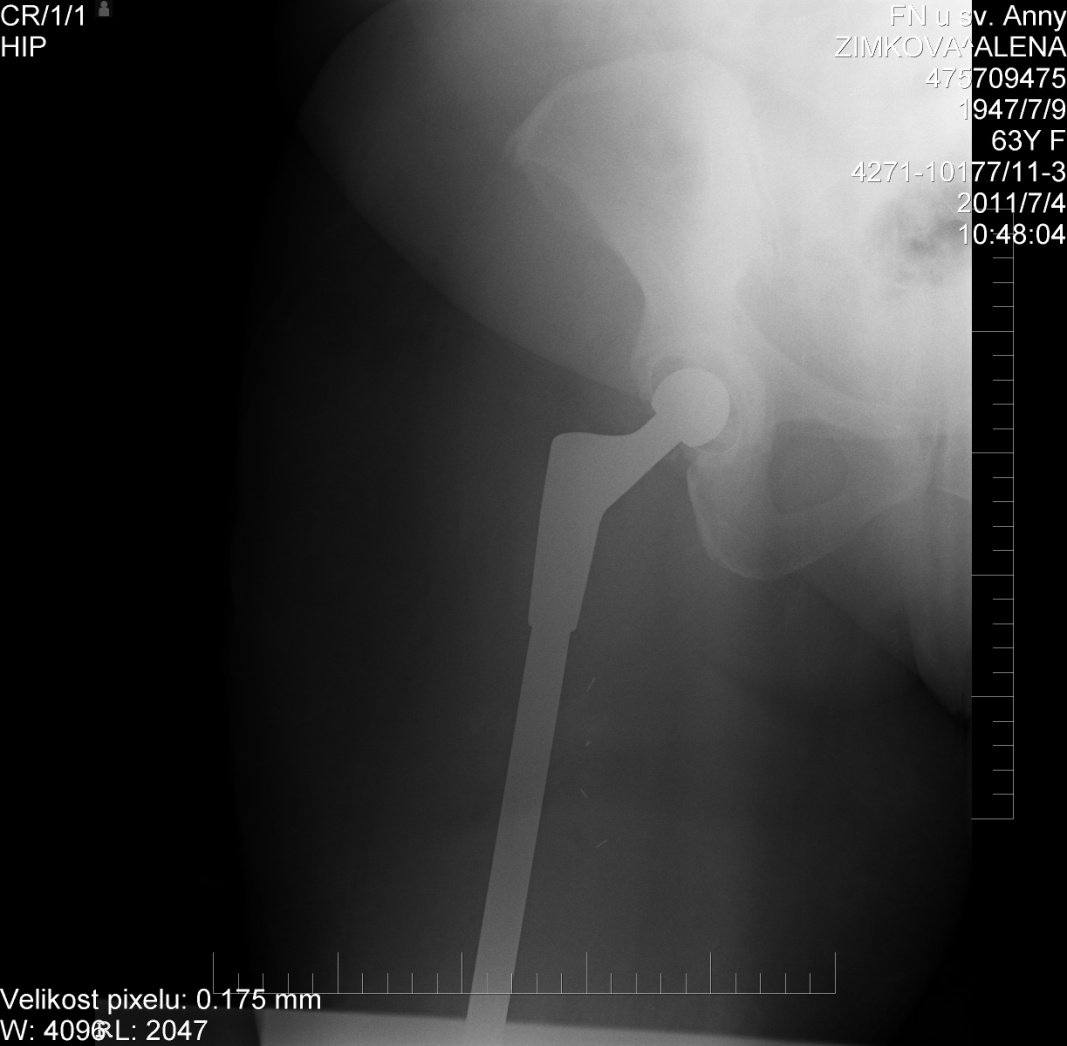 CR/1/1
HIP
FN u sv. Anny
ZIMKOVA^ALENA
475709475
1947/7/9
63Y F
4271-10177/11-3
2011/7/4
10:48:04
Velikost pixelu: 0.175 mm
W: 4096 L: 2047
R